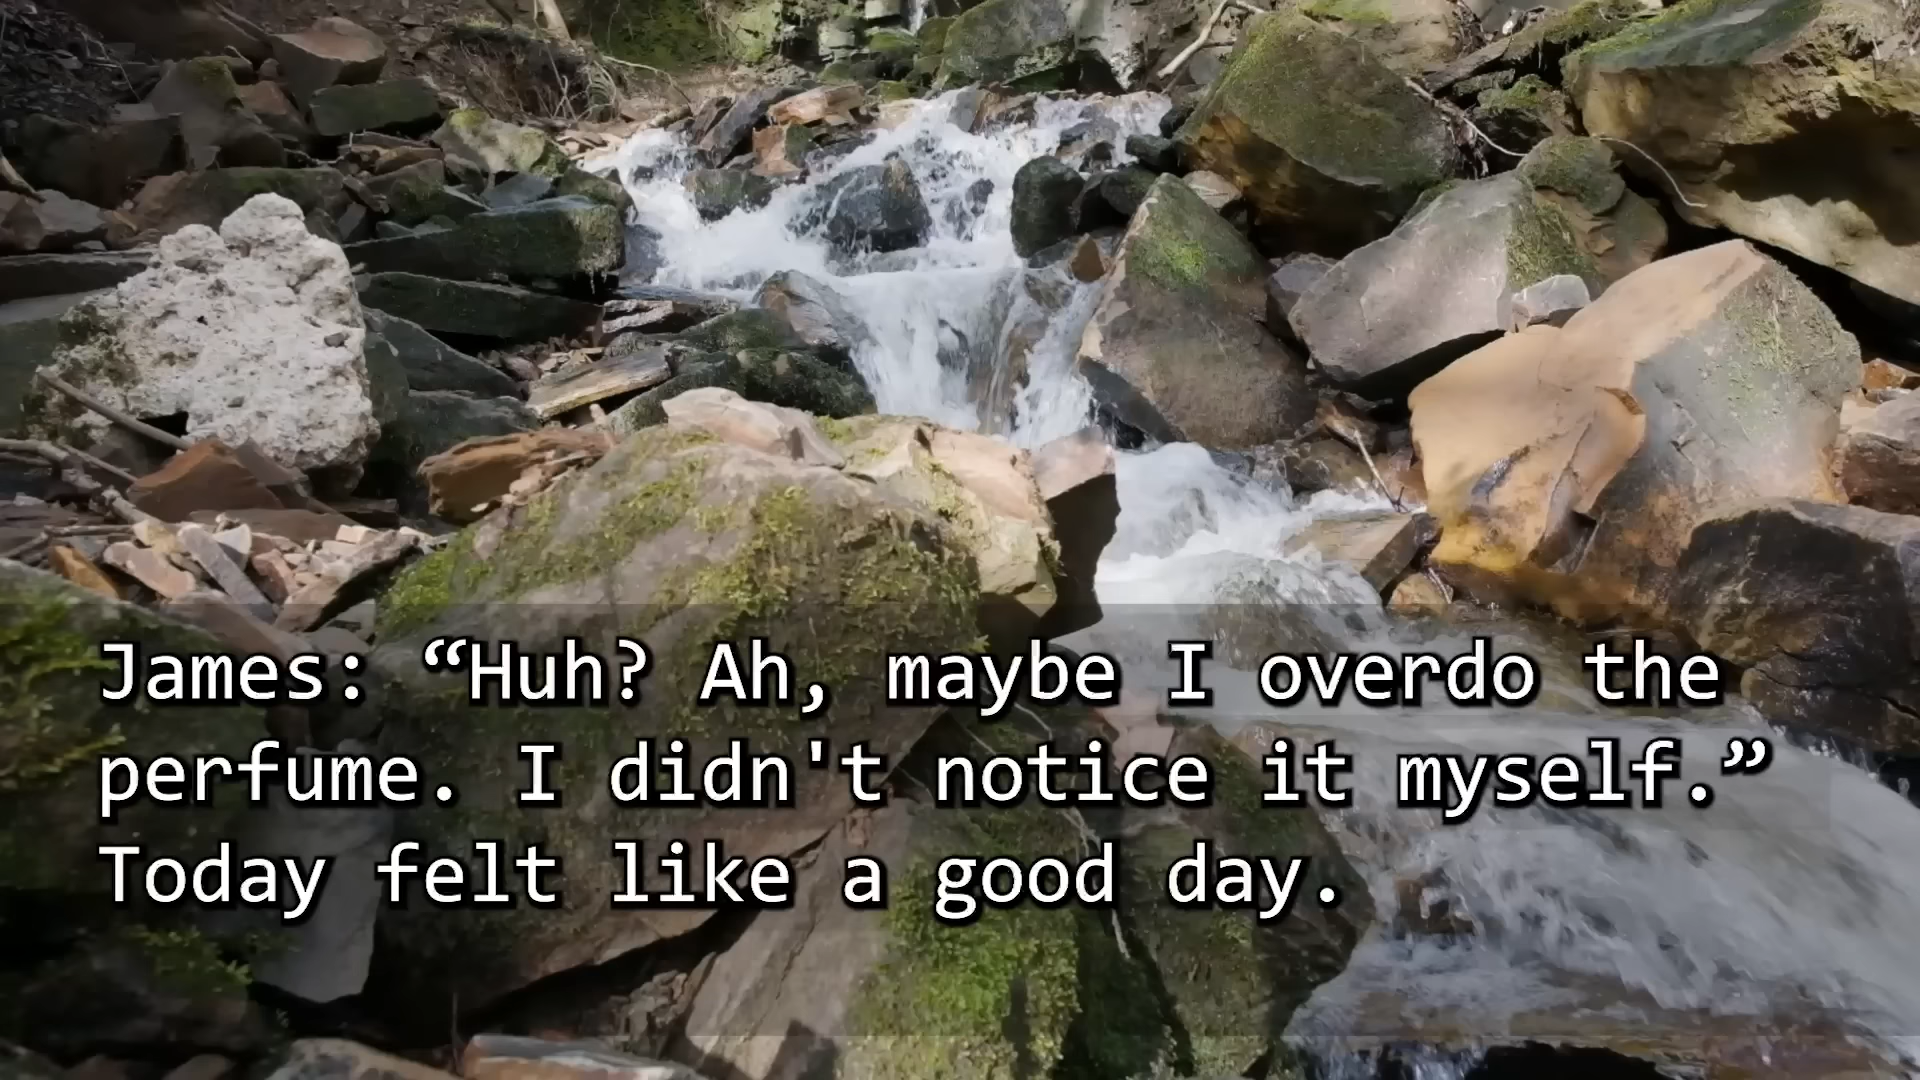 James: “Huh? Ah, maybe I overdo the
perfume. I didn't notice it myself.”
Today felt like a good day.